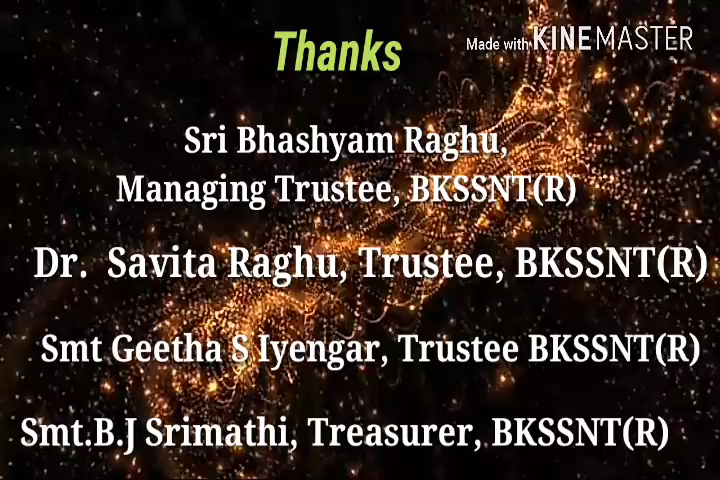 Thanks
Made with KINEMASTER
Sri Bhashyam Raghu,
Managing Trustee, BKSSNT(R)
Dr. Savita Raghu, Trustee, BKSSNT(R)
Smt Geetha S Iyengar, Trustee BKSSNT(R)
Smt.B.J Srimathi, Treasurer, BKSSNT(R)